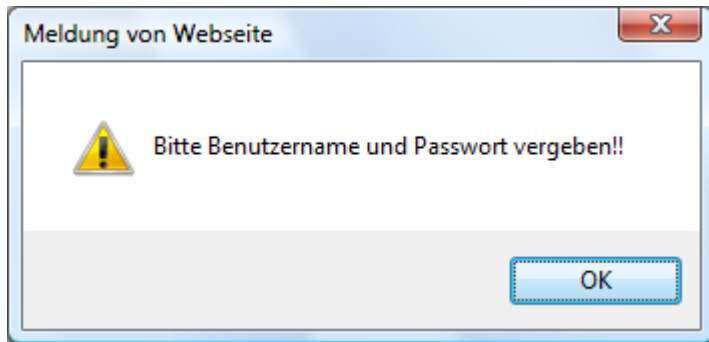 Meldung von Webseite
Bitte Benutzername und Passwort vergeben!!
OK